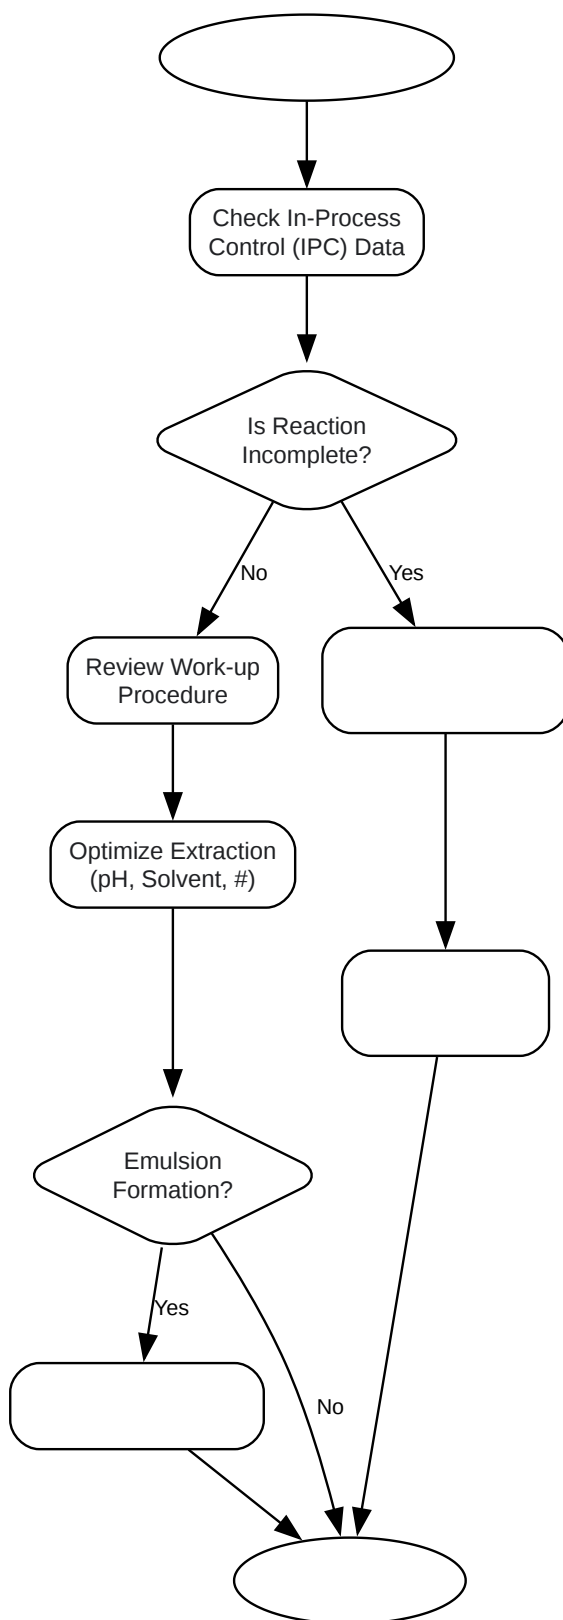 Check In-Process
Control (IPC) Data
Is Reaction
Incomplete?
No
Yes
Review Work-up
Procedure
Optimize Extraction
(pH, Solvent, #)
Emulsion
Formation?
Yes
No